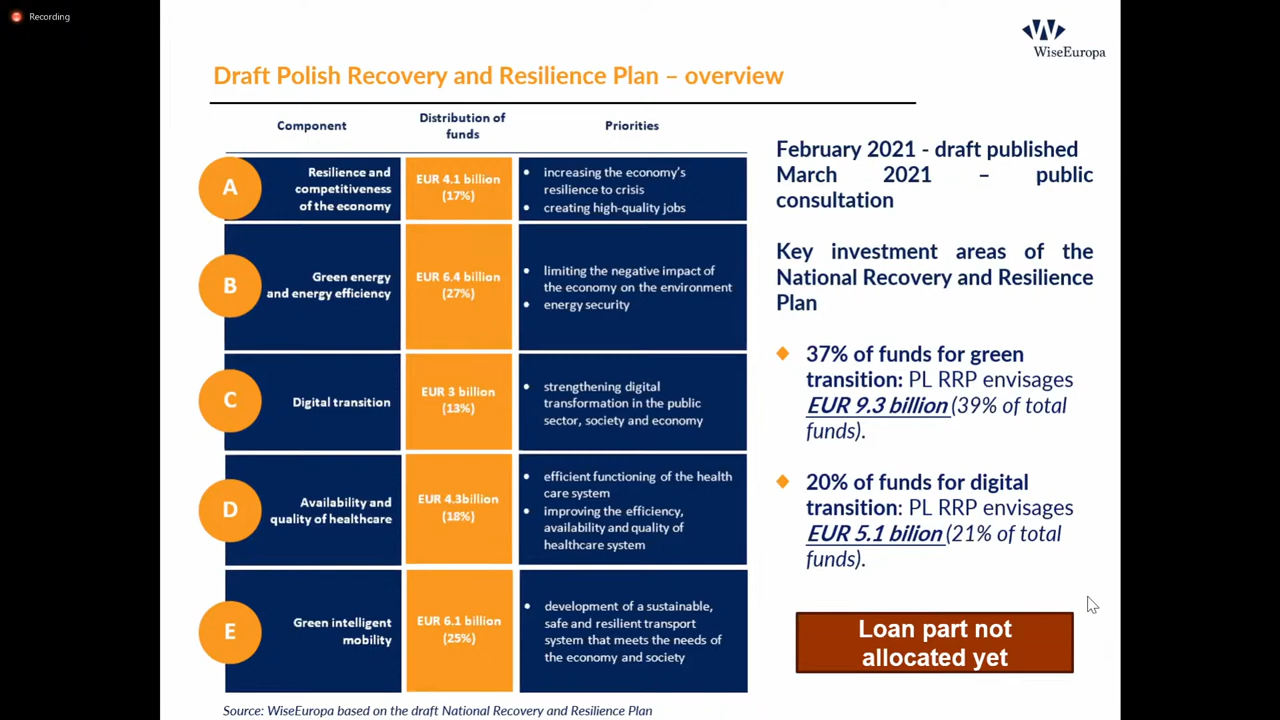 Recording
WiseEuropa
Draft Polish Recovery and Resilience Plan – overview
Component
Distribution of
funds
Priorities
A
Resilience and
competitiveness
of the economy
EUR 4.1 billion
(17%)
• increasing the economy's
resilience to crisis
• creating high-quality jobs
B
Green energy
and energy efficiency
EUR 6.4 billion
(27%)
• limiting the negative impact of
the economy on the environment
• energy security
C
Digital transition
EUR 3 billion
(13%)
• strengthening digital
transformation in the public
sector, society and economy
D
Availability and
quality of healthcare
EUR 4.3billion
(18%)
• efficient functioning of the health
care system
• improving the efficiency,
availability and quality of
healthcare system
E
Green intelligent
mobility
EUR 6.1 billion
(25%)
• development of a sustainable,
safe and resilient transport
system that meets the needs of
the economy and society
Source: WiseEuropa based on the draft National Recovery and Resilience Plan
February 2021 - draft published
March 2021 – public
consultation
Key investment areas of the
National Recovery and Resilience
Plan
37% of funds for green
transition: PL RRP envisages
EUR 9.3 billion (39% of total
funds).
20% of funds for digital
transition: PL RRP envisages
EUR 5.1 bilion (21% of total
funds).
Loan part not
allocated yet